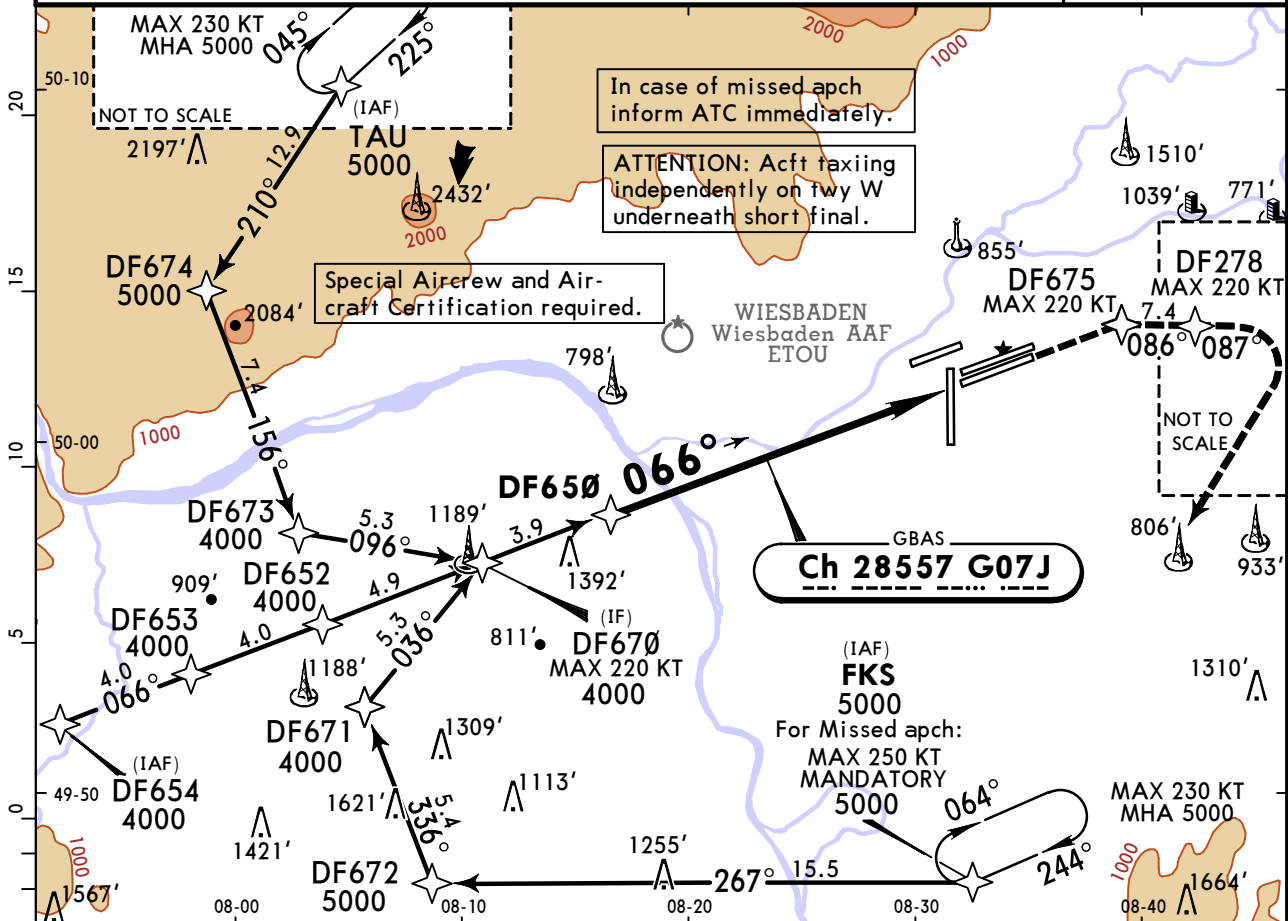 MAX 230 KT
MHA 5000
045°
225°
2000
1000
50-10
20
NOT TO SCALE
(IAF)
TAU
5000
2197'
12.9
210°
2432'
2000
In case of missed apch
inform ATC immediately.
ATTENTION: Acft taxiing
independently on twy W
underneath short final.
1510'
1039'
771'
855'
15
DF674
5000
2084'
Special Aircrew and Air-
craft Certification required.
WIESBADEN
Wiesbaden AAF
ETOU
DF675
MAX 220 KT
DF278
MAX 220 KT
7.4
086°
087°
798'
7.4
156°
1000
50-00
10
NOT TO
SCALE
066°
DF650
DF673
4000
5.3
096°
1189'
3.9
1392'
GBAS
Ch 28557 G07J
806'
933'
909'
DF652
4000
4.9
DF653
4000
4.0
5
4.0
066°
5.3
036°
811'
(IF)
DF670
MAX 220 KT
4000
1188'
(IAF)
FKS
5000
For Missed apch:
MAX 250 KT
MANDATORY
5000
1310'
DF671
4000
1309'
(IAF)
DF654
4000
49-50
0
1621'
5.4
336°
1113'
064°
244°
MAX 230 KT
MHA 5000
1421'
1000
1567'
DF672
5000
1255'
267°
15.5
1000
1664'
08-00
08-10
08-20
08-30
08-40